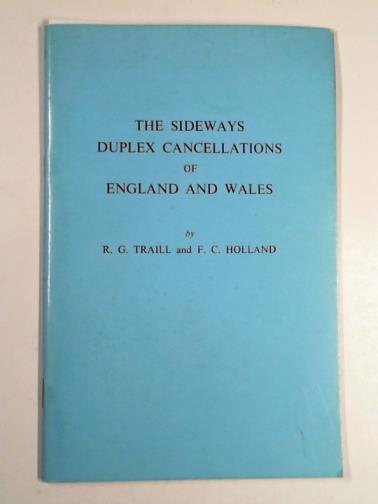 THE SIDEWAYS
DUPLEX CANCELLATIONS
OF
ENGLAND AND WALES
by
R. G. TRAILL and F. C. HOLLAND